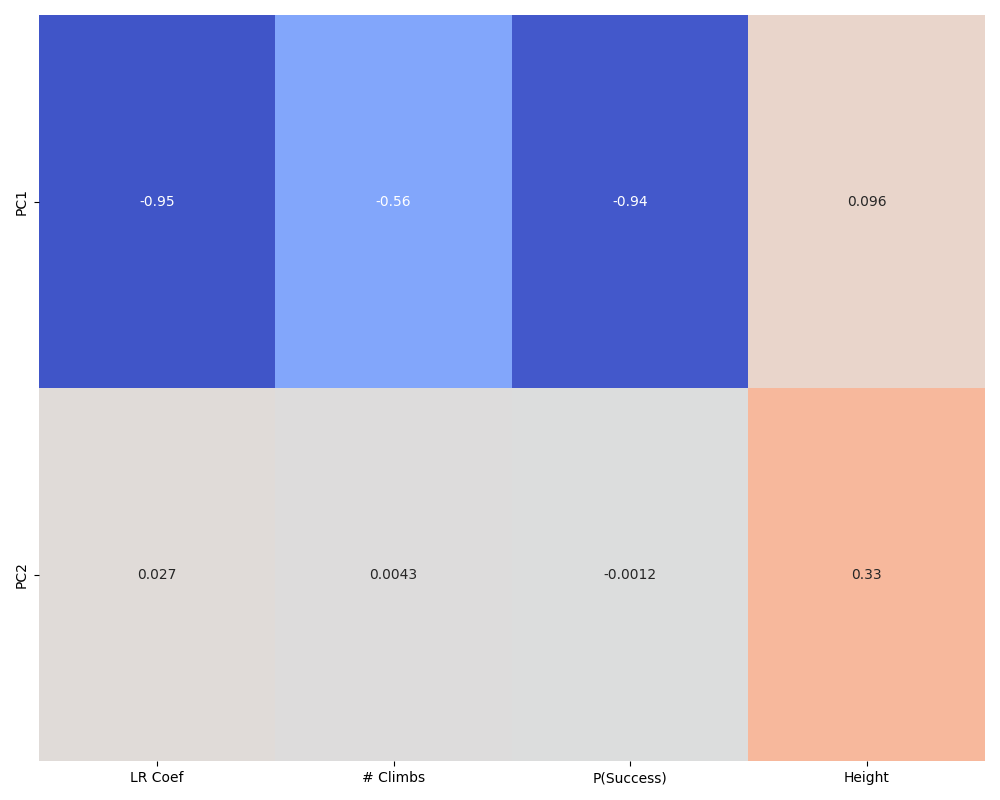 PC1
-0.95
-0.56
-0.94
0.096
PC2
0.027
0.0043
-0.0012
0.33
LR Coef
# Climbs
P(Success)
Height